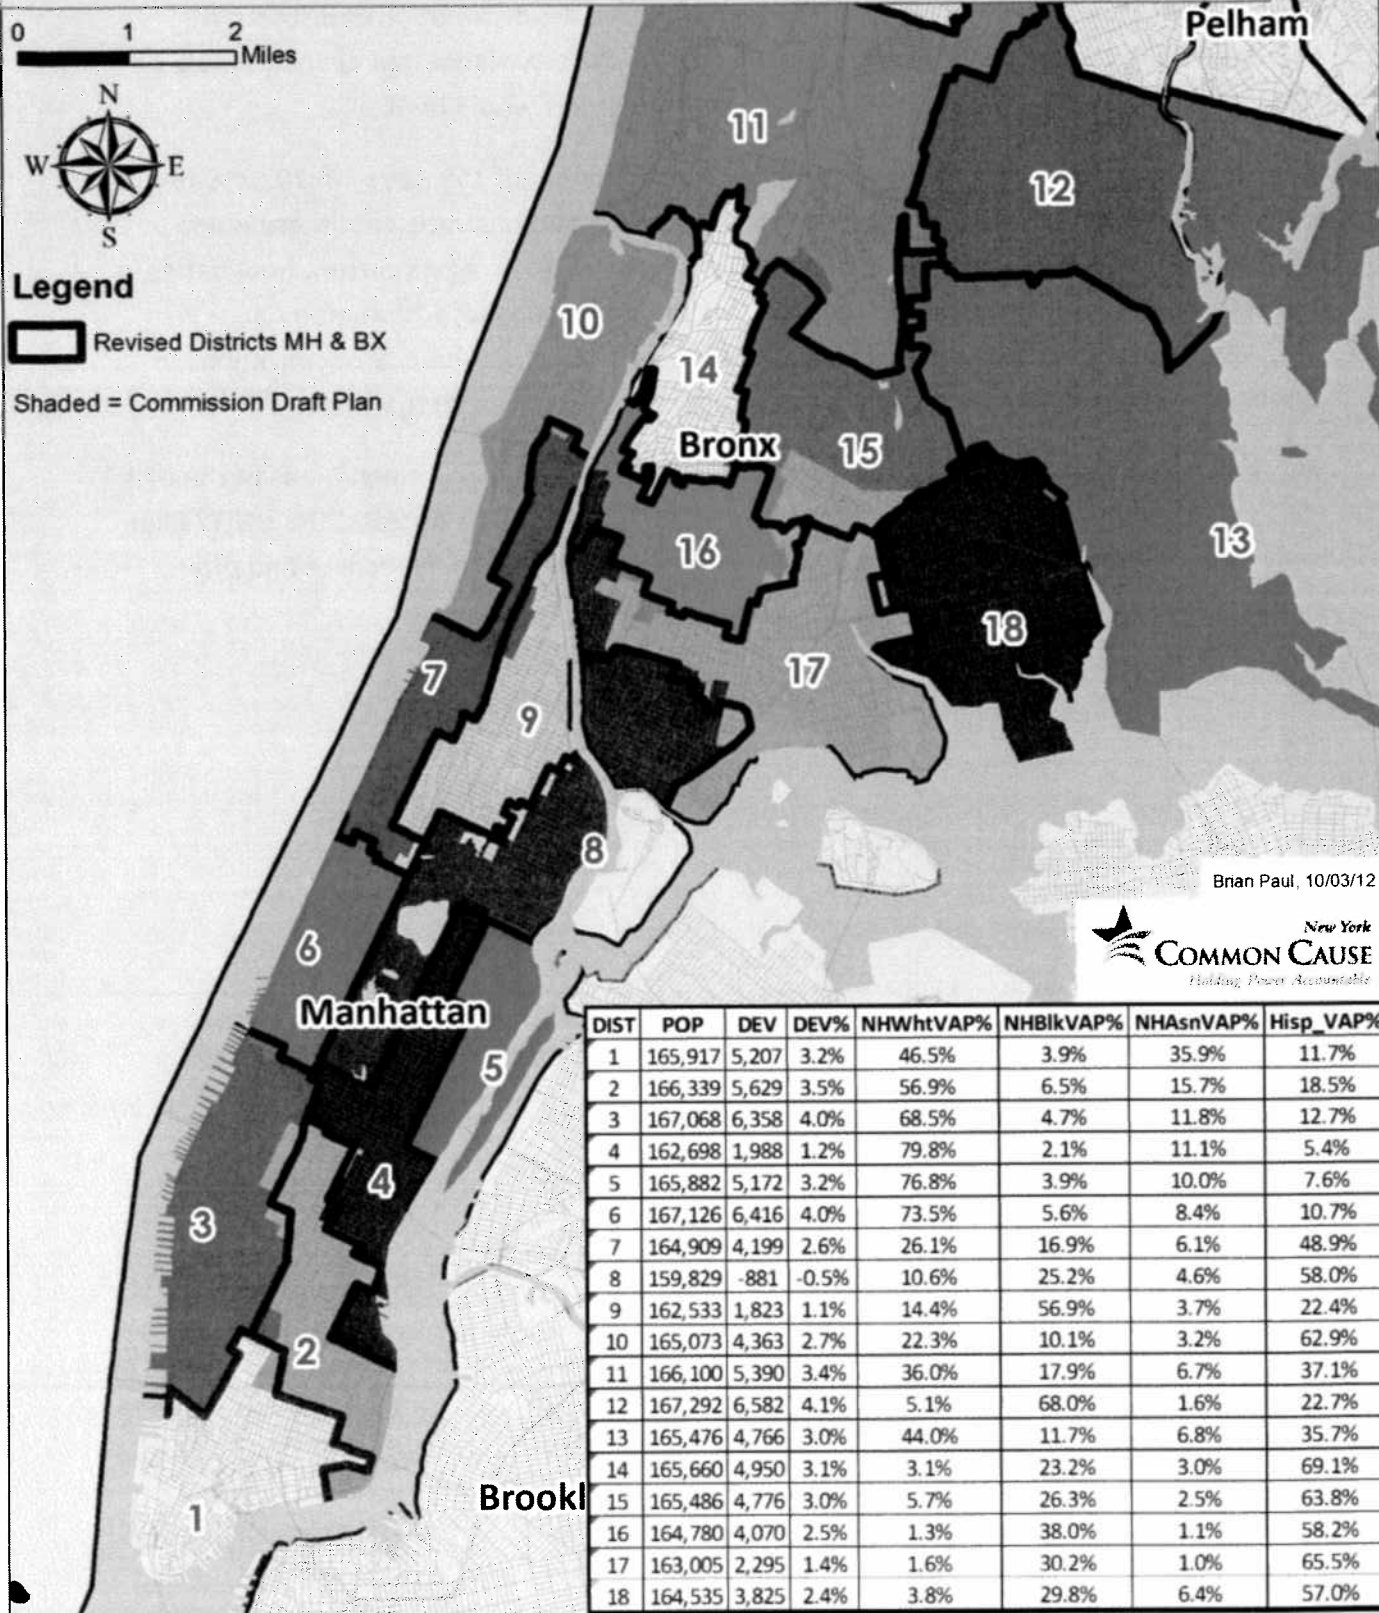 0 1 2
Miles
Pelham
N
W E
S
11
12
Legend
Revised Districts MH & BX
Shaded = Commission Draft Plan
10
14
Bronx
15
13
16
18
17
7
9
8
Brian Paul, 10/03/12
New York
COMMON CAUSE
Holding Power Accountable
6
Manhattan
5
4
3
2
1
Brookl
DIST POP DEV DEV% NHWhtVAP% NHBlkVAP% NHAsnVAP% Hisp_VAP%
1 165,917 5,207 3.2% 46.5% 3.9% 35.9% 11.7%
2 166,339 5,629 3.5% 56.9% 6.5% 15.7% 18.5%
3 167,068 6,358 4.0% 68.5% 4.7% 11.8% 12.7%
4 162,698 1,988 1.2% 79.8% 2.1% 11.1% 5.4%
5 165,882 5,172 3.2% 76.8% 3.9% 10.0% 7.6%
6 167,126 6,416 4.0% 73.5% 5.6% 8.4% 10.7%
7 164,909 4,199 2.6% 26.1% 16.9% 6.1% 48.9%
8 159,829 -881 -0.5% 10.6% 25.2% 4.6% 58.0%
9 162,533 1,823 1.1% 14.4% 56.9% 3.7% 22.4%
10 165,073 4,363 2.7% 22.3% 10.1% 3.2% 62.9%
11 166,100 5,390 3.4% 36.0% 17.9% 6.7% 37.1%
12 167,292 6,582 4.1% 5.1% 68.0% 1.6% 22.7%
13 165,476 4,766 3.0% 44.0% 11.7% 6.8% 35.7%
14 165,660 4,950 3.1% 3.1% 23.2% 3.0% 69.1%
15 165,486 4,776 3.0% 5.7% 26.3% 2.5% 63.8%
16 164,780 4,070 2.5% 1.3% 38.0% 1.1% 58.2%
17 163,005 2,295 1.4% 1.6% 30.2% 1.0% 65.5%
18 164,535 3,825 2.4% 3.8% 29.8% 6.4% 57.0%